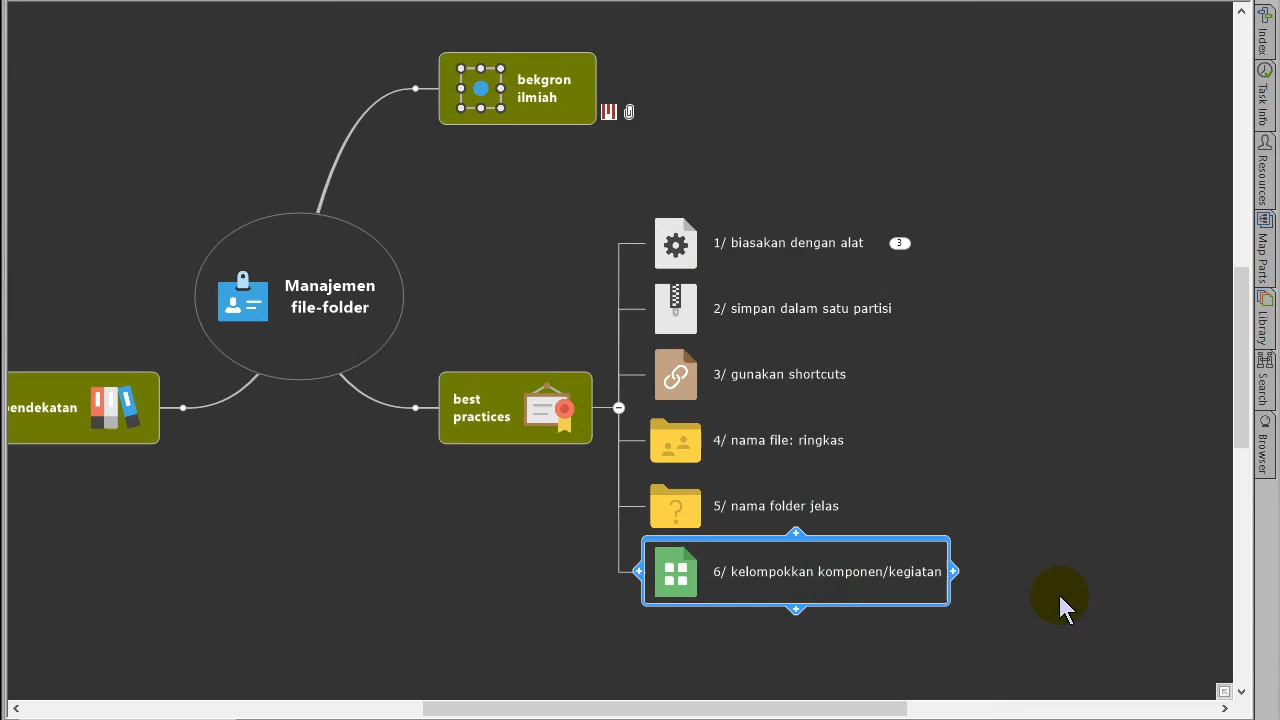 bekgron
ilmiah
Manajemen
file-folder
best
practices
1/ biasakan dengan alat
3
2/ simpan dalam satu partisi
3/ gunakan shortcuts
4/ nama file: ringkas
5/ nama folder jelas
?
6/ kelompokkan komponen/kegiatan
Index
Task Info
Resources
Map Parts
Library
Search
Browser